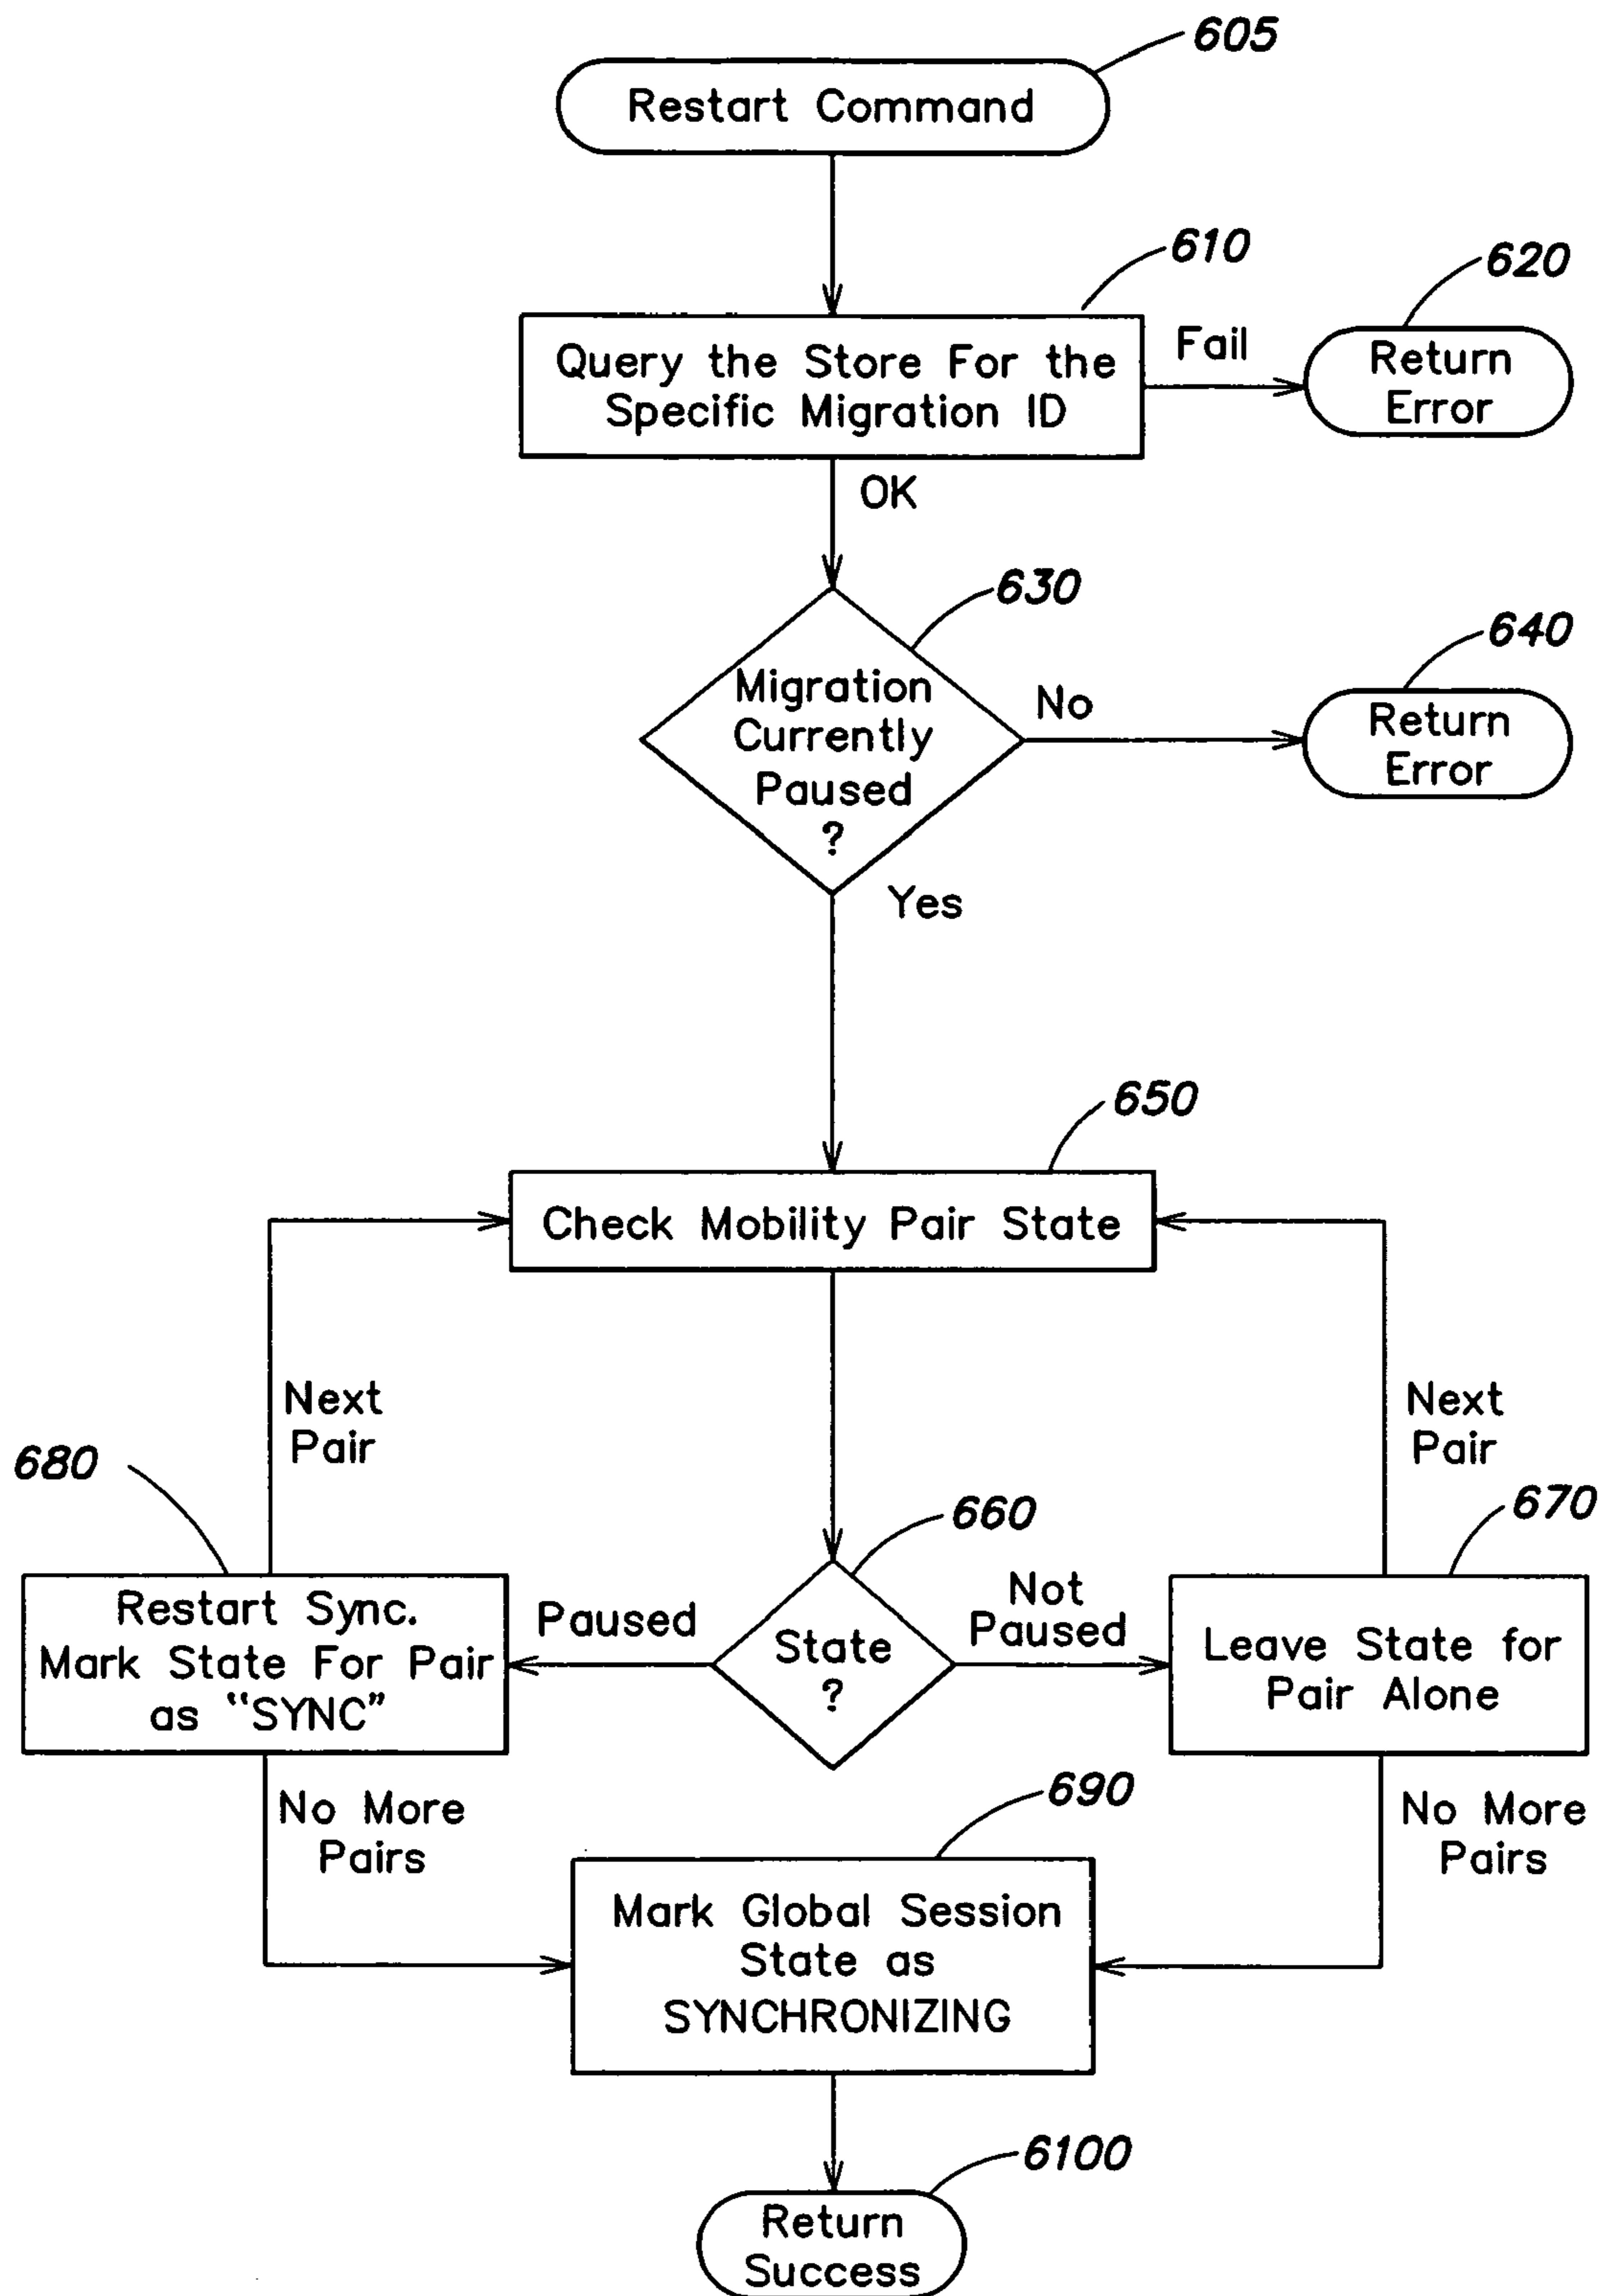 605
Restart Command
610
620
Query the Store For the
Specific Migration ID
Fail
Return
Error
OK
630
640
Migration
Currently
Paused
?
No
Return
Error
Yes
650
Check Mobility Pair State
Next
Pair
Next
Pair
680
660
670
Restart Sync.
Mark State For Pair
as "SYNC"
Paused
State
?
Not
Paused
Leave State for
Pair Alone
No More
Pairs
690
No More
Pairs
Mark Global Session
State as
SYNCHRONIZING
6100
Return
Success